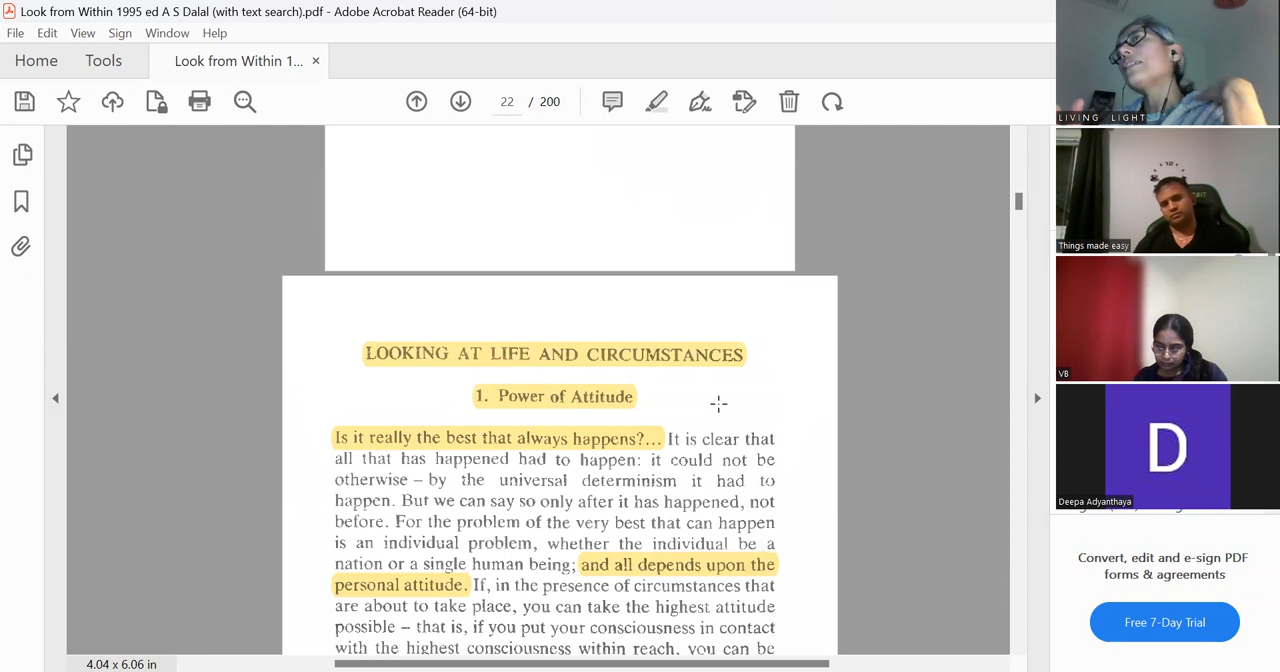 Look from Within 1995 ed A S Dalal (with text search).pdf - Adobe Acrobat Reader (64-bit)
File Edit View Sign Window Help
Home Tools Look from Within 1... ×
22 / 200
LOOKING AT LIFE AND CIRCUMSTANCES
1. Power of Attitude
Is it really the best that always happens?... It is clear that
all that has happened had to happen: it could not be
otherwise – by the universal determinism it had to
happen. But we can say so only after it has happened, not
before. For the problem of the very best that can happen
is an individual problem, whether the individual be a
nation or a single human being; and all depends upon the
personal attitude. If, in the presence of circumstances that
are about to take place, you can take the highest attitude
possible – that is, if you put your consciousness in contact
with the highest consciousness within reach, you can be
4.04 x 6.06 in
LIVING LIGHT
Things made easy
VB
D
Deepa Adyanthaya
Convert, edit and e-sign PDF
forms & agreements
Free 7-Day Trial